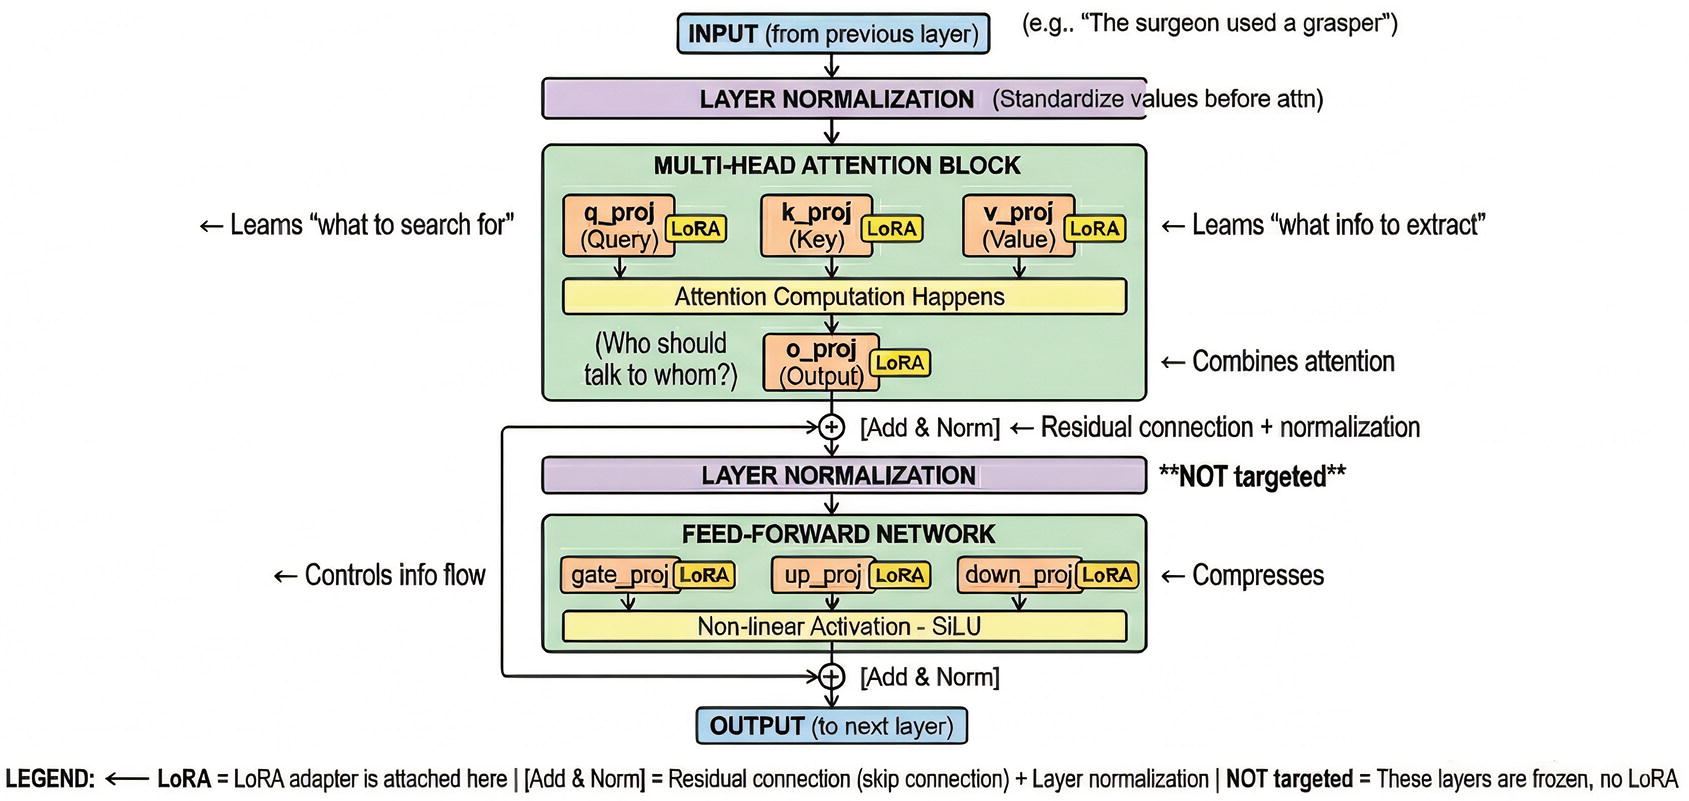 INPUT (from previous layer)
(e.g.. “The surgeon used a grasper”)
LAYER NORMALIZATION (Standardize values before attn)
MULTI-HEAD ATTENTION BLOCK
← Leams “what to search for”
q_proj
(Query)
LoRA
k_proj
(Key)
LoRA
v_proj
(Value)
LoRA
← Leams “what info to extract”
Attention Computation Happens
(Who should
talk to whom?)
o_proj
(Output)
LoRA
← Combines attention
[Add & Norm] ← Residual connection + normalization
LAYER NORMALIZATION
**NOT targeted**
FEED-FORWARD NETWORK
← Controls info flow
gate_proj
LoRA
up_proj
LoRA
down_proj
LoRA
← Compresses
Non-linear Activation - SiLU
[Add & Norm]
OUTPUT (to next layer)
LEGEND: ← LoRA = LoRA adapter is attached here | [Add & Norm] = Residual connection (skip connection) + Layer normalization | NOT targeted = These layers are frozen, no LoRA